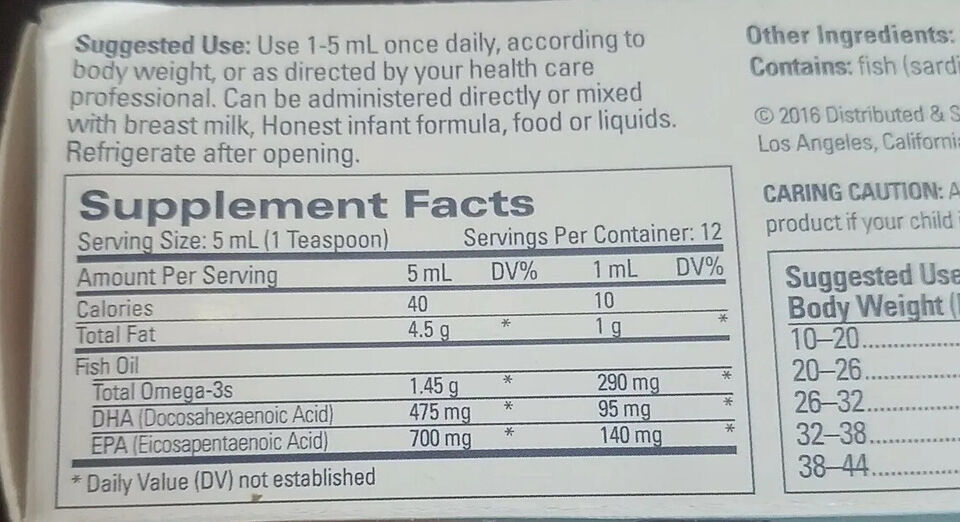 Suggested Use: Use 1-5 mL once daily, according to
body weight, or as directed by your health care
professional. Can be administered directly or mixed
with breast milk, Honest infant formula, food or liquids.
Refrigerate after opening.
Supplement Facts
Serving Size: 5 mL (1 Teaspoon) Servings Per Container: 12
Amount Per Serving 5 mL DV% 1 mL DV%
Calories 40 10
Total Fat 4.5 g * 1 g *
Fish Oil
Total Omega-3s 1.45 g * 290 mg *
DHA (Docosahexaenoic Acid) 475 mg * 95 mg *
EPA (Eicosapentaenoic Acid) 700 mg * 140 mg *
* Daily Value (DV) not established
Other Ingredients:
Contains: fish (sardi
© 2016 Distributed & S
Los Angeles, California
CARING CAUTION: A
product if your child
Suggested Use
Body Weight (
10–20
20–26
26–32
32–38
38–44